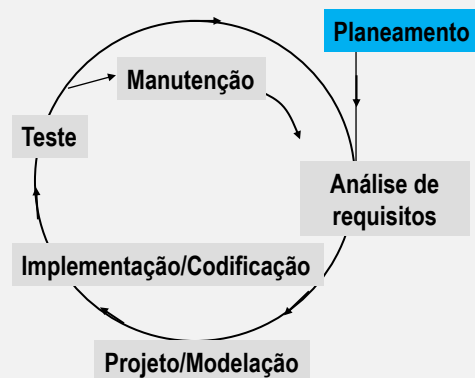 Planeamento
Manutenção
Teste
Análise de
requisitos
Implementação/Codificação
Projeto/Modelação